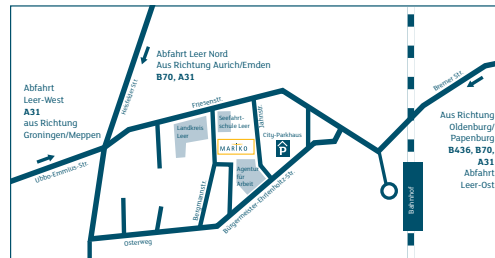 Abfahrt Leer Nord
Aus Richtung Aurich/Emden
B70, A31
Abfahrt
Leer-West
A31
aus Richtung
Groningen/Meppen
Heisfelder Str.
Ubbo-Emmius-Str.
Friesenstr.
Landkreis
Leer
Seefahrt-
schule Leer
MARIKO
Jahnstr.
City-Parkhaus
P
Agentur
für
Arbeit
Bergmannstr.
Bürgermeister-Ehrlenholtz-Str.
Osterweg
Bremer Str.
Aus Richtung
Oldenburg/
Papenburg
B436, B70,
A31
Abfahrt
Leer-Ost
Bahnhof